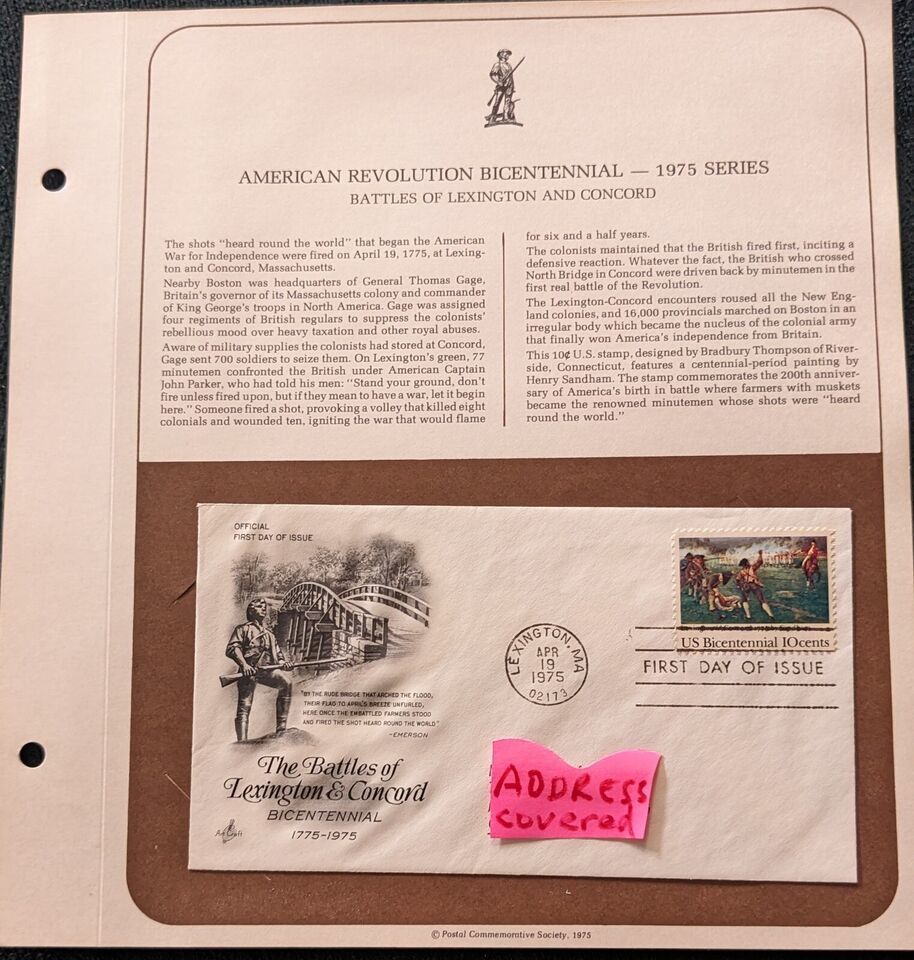 AMERICAN REVOLUTION BICENTENNIAL — 1975 SERIES
BATTLES OF LEXINGTON AND CONCORD
The shots "heard round the world" that began the American
War for Independence were fired on April 19, 1775, at Lexing-
ton and Concord, Massachusetts.
Nearby Boston was headquarters of General Thomas Gage,
Britain's governor of its Massachusetts colony and commander
of King George's troops in North America. Gage was assigned
four regiments of British regulars to suppress the colonists'
rebellious mood over heavy taxation and other royal abuses.
Aware of military supplies the colonists had stored at Concord,
Gage sent 700 soldiers to seize them. On Lexington's green, 77
minutemen confronted the British under American Captain
John Parker, who had told his men: "Stand your ground, don't
fire unless fired upon, but if they mean to have a war, let it begin
here." Someone fired a shot, provoking a volley that killed eight
colonials and wounded ten, igniting the war that would flame
for six and a half years.
The colonists maintained that the British fired first, inciting a
defensive reaction. Whatever the fact, the British who crossed
North Bridge in Concord were driven back by minutemen in the
first real battle of the Revolution.
The Lexington-Concord encounters roused all the New Eng-
land colonies, and 16,000 provincials marched on Boston in an
irregular body which became the nucleus of the colonial army
that finally won America's independence from Britain.
This 10¢ U.S. stamp, designed by Bradbury Thompson of River-
side, Connecticut, features a centennial-period painting by
Henry Sandham. The stamp commemorates the 200th anniver-
sary of America's birth in battle where farmers with muskets
became the renowned minutemen whose shots were "heard
round the world."
OFFICIAL
FIRST DAY OF ISSUE
"BY THE RUDE BRIDGE THAT ARCHED THE FLOOD,
THEIR FLAG TO APRIL'S BREEZE UNFURLED,
HERE ONCE THE EMBATTLED FARMERS STOOD
AND FIRED THE SHOT HEARD ROUND THE WORLD"
-EMERSON
The Battles of
Lexington & Concord
BICENTENNIAL
1775-1975
ArtCraft
LEXINGTON, MA
APR
19
1975
02173
US Bicentennial 10cents
FIRST DAY OF ISSUE
ADDRESS
covered
© Postal Commemorative Society, 1975